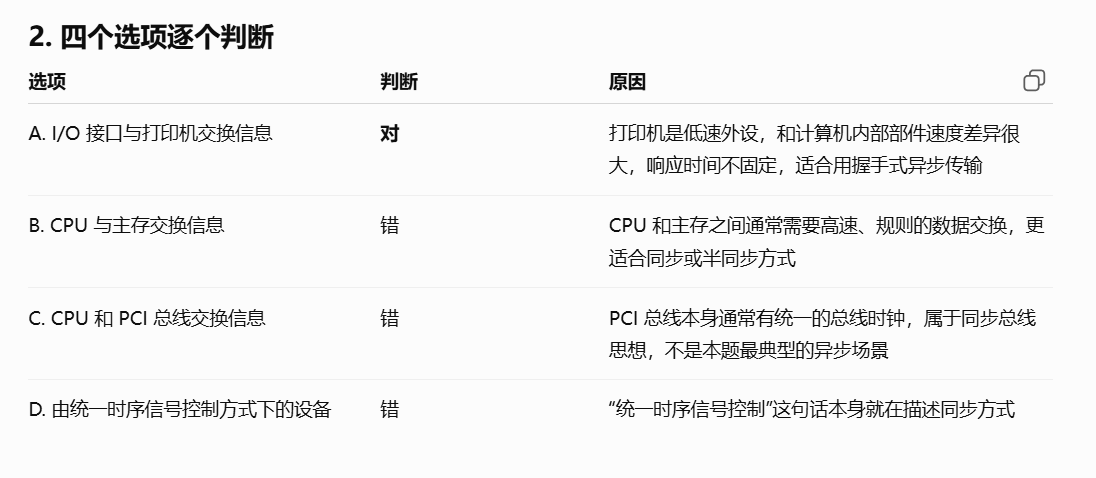 2. 四个选项逐个判断
选项 判断 原因
A. I/O 接口与打印机交换信息 对 打印机是低速外设，和计算机内部部件速度差异很
大，响应时间不固定，适合用握手式异步传输
B. CPU 与主存交换信息 错 CPU 和主存之间通常需要高速、规则的数据交换，更
适合同步或半同步方式
C. CPU 和 PCI 总线交换信息 错 PCI 总线本身通常有统一的总线时钟，属于同步总线
思想，不是本题最典型的异步场景
D. 由统一时序信号控制方式下的设备 错 “统一时序信号控制”这句话本身就在描述同步方式